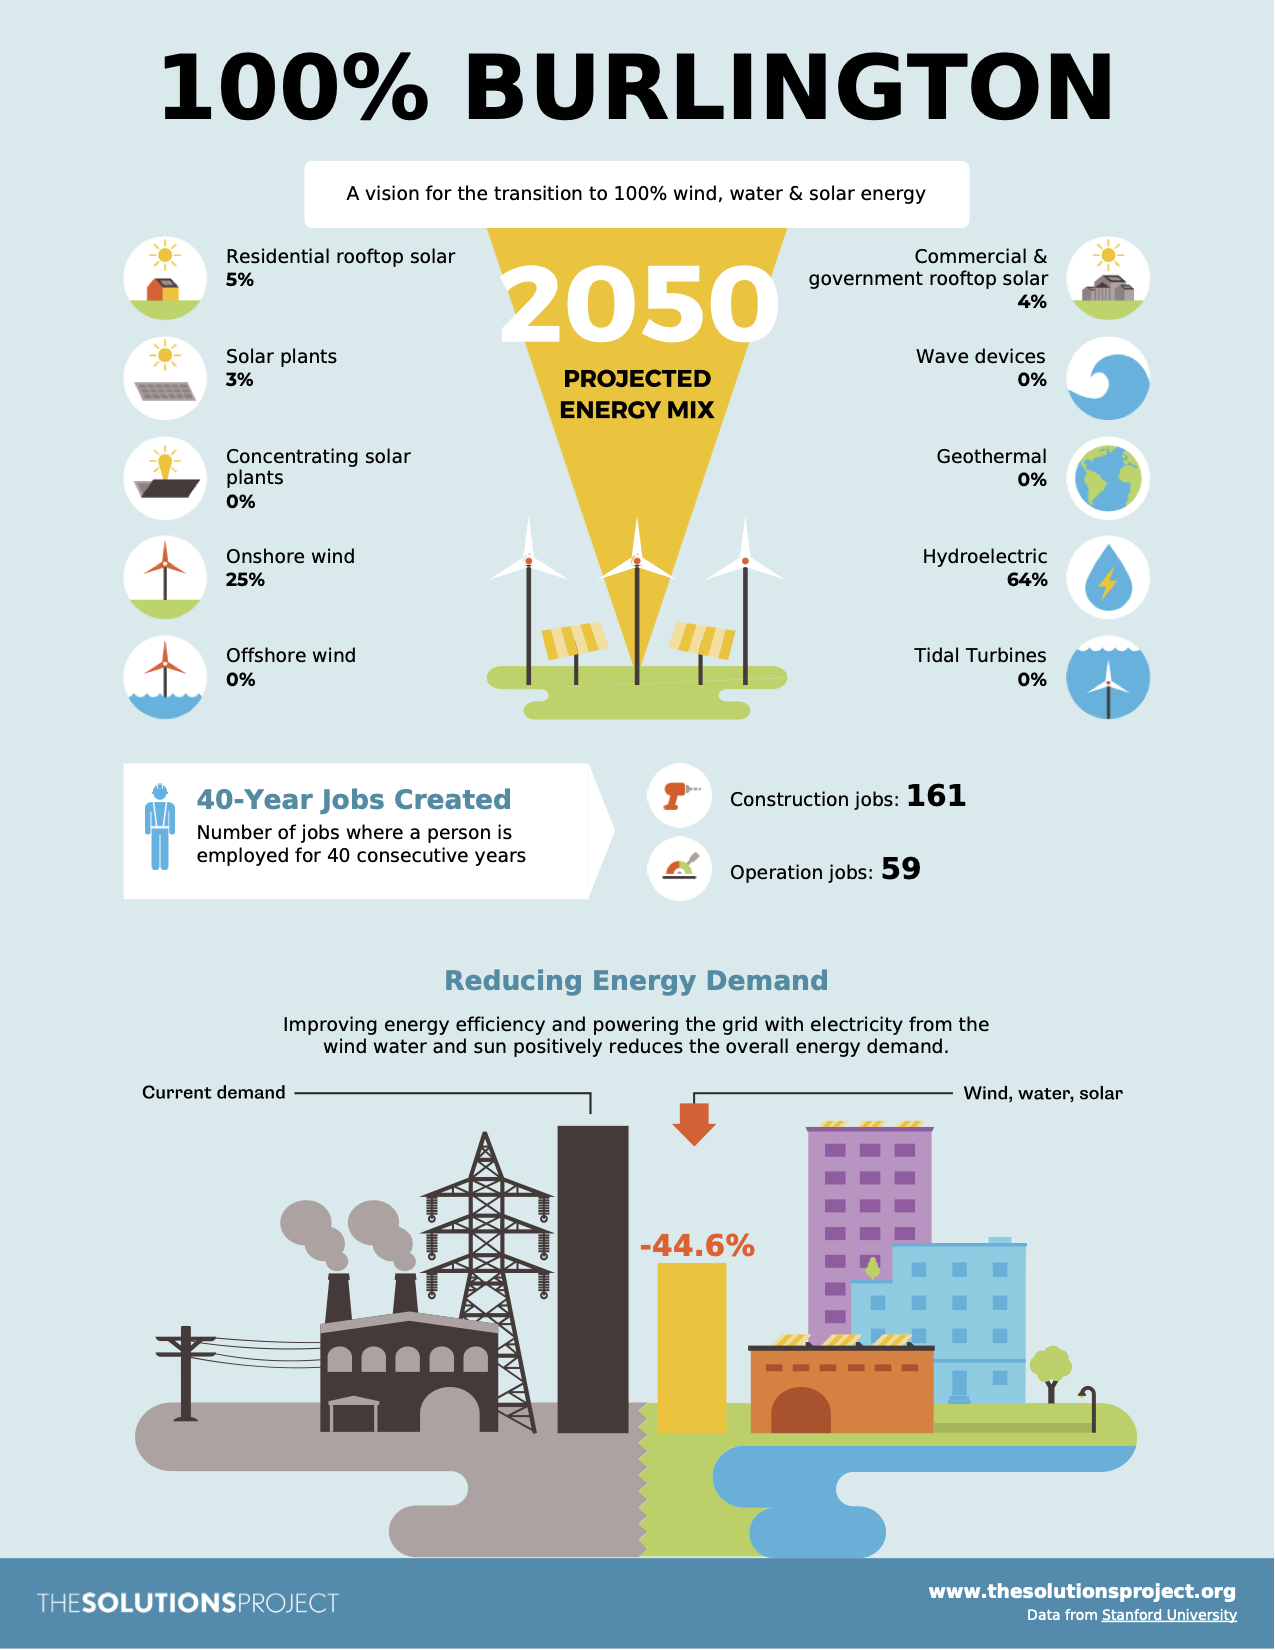 100% BURLINGTON
A vision for the transition to 100% wind, water & solar energy
2050
PROJECTED
ENERGY MIX
Residential rooftop solar
5%
Solar plants
3%
Concentrating solar
plants
0%
Onshore wind
25%
Offshore wind
0%
Commercial &
government rooftop solar
4%
Wave devices
0%
Geothermal
0%
Hydroelectric
64%
Tidal Turbines
0%
40-Year Jobs Created
Number of jobs where a person is
employed for 40 consecutive years
Construction jobs: 161
Operation jobs: 59
Reducing Energy Demand
Improving energy efficiency and powering the grid with electricity from the
wind water and sun positively reduces the overall energy demand.
Current demand
Wind, water, solar
-44.6%
THESOLUTIONSPROJECT
www.thesolutionsproject.org
Data from Stanford University